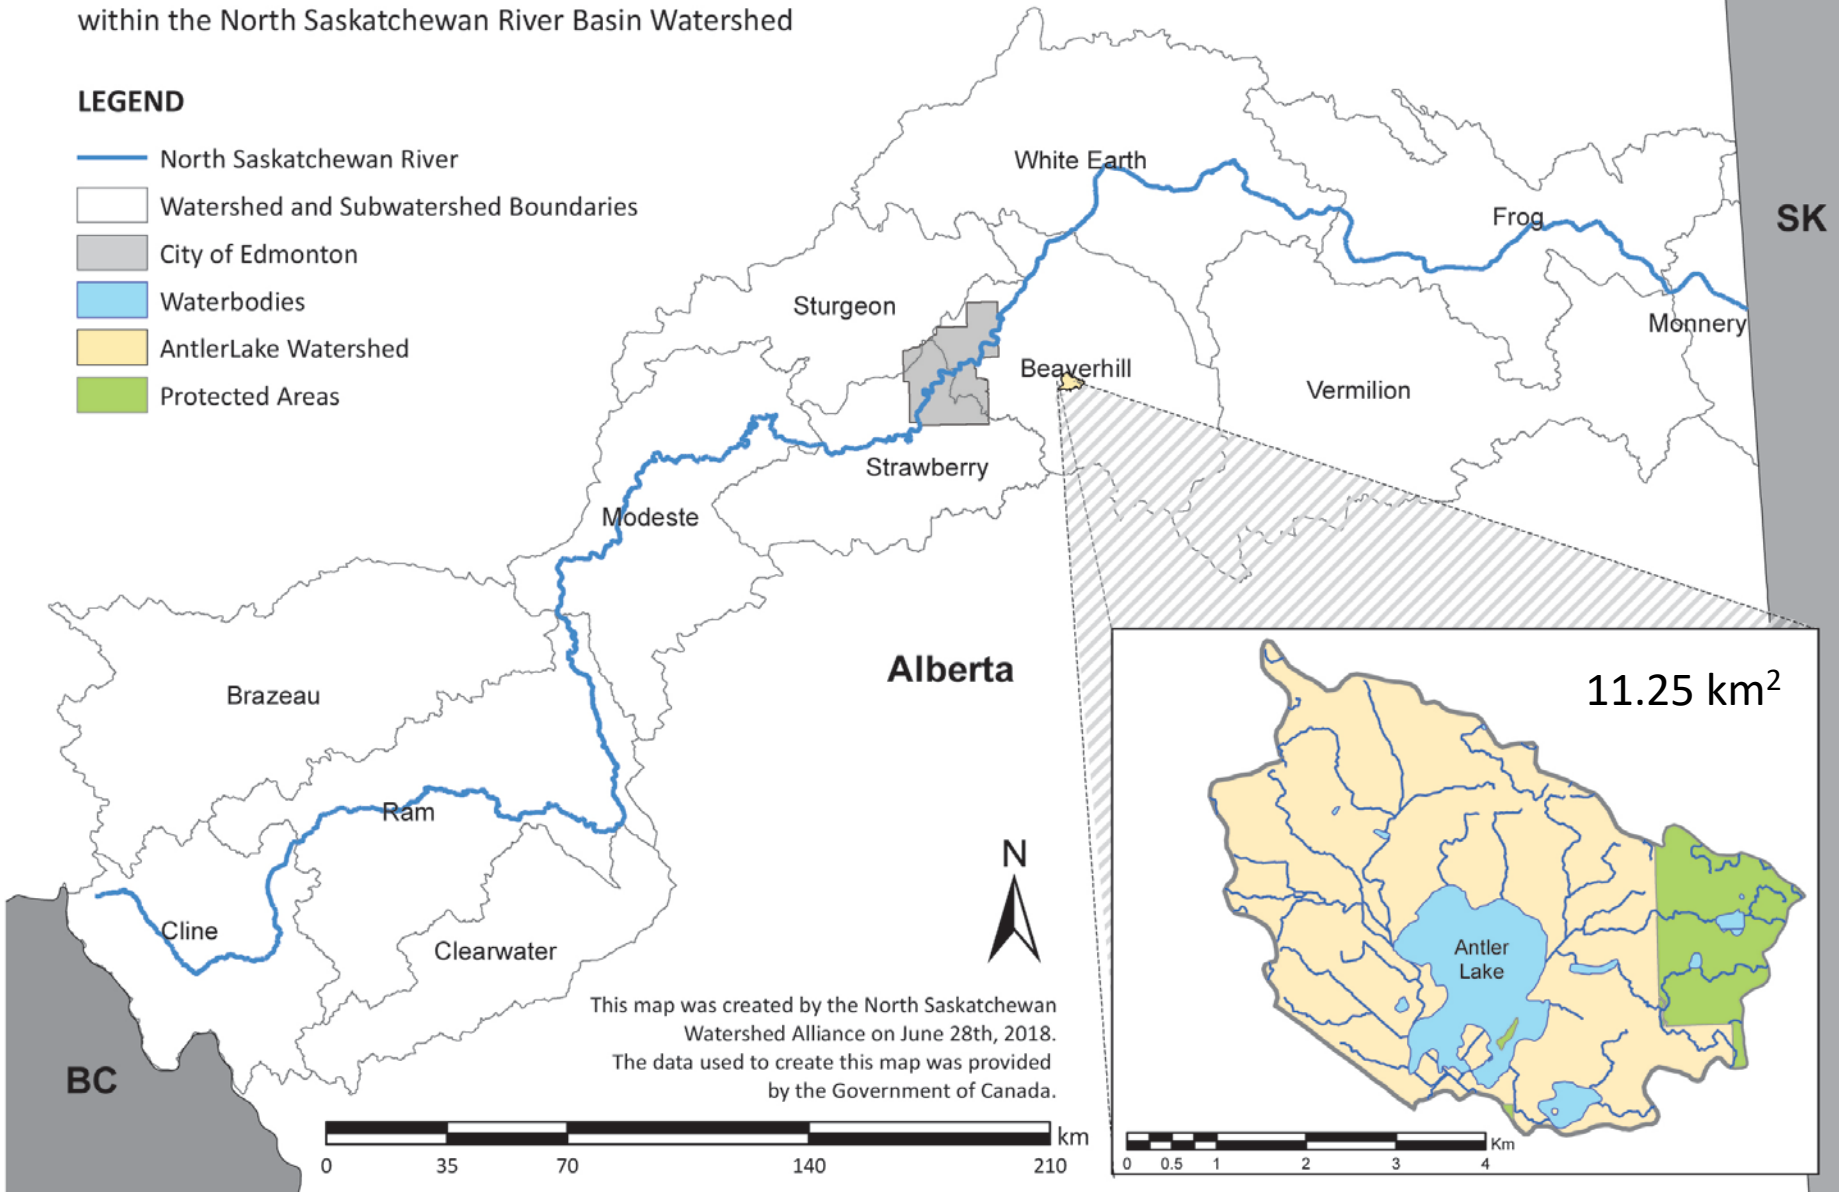 within the North Saskatchewan River Basin Watershed
LEGEND
North Saskatchewan River
Watershed and Subwatershed Boundaries
City of Edmonton
Waterbodies
AntlerLake Watershed
Protected Areas
White Earth
Frog
SK
Sturgeon
Monnery
Beaverhill
Vermilion
Strawberry
Modeste
Alberta
Brazeau
Ram
Cline
Clearwater
BC
N
This map was created by the North Saskatchewan
Watershed Alliance on June 28th, 2018.
The data used to create this map was provided
by the Government of Canada.
km
0 35 70 140 210
11.25 km²
Antler
Lake
Km
0 0.5 1 2 3 4